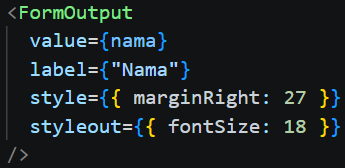 <FormOutput
value={nama}
label={"Nama"}
style={{ marginRight: 27 }}
styleout={{ fontSize: 18 }}
/>